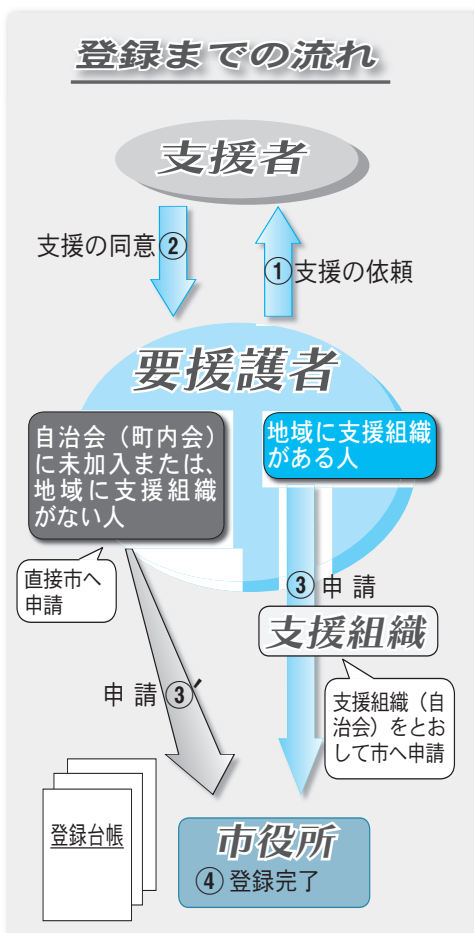 登録までの流れ
支援者
支援の同意②
①支援の依頼
要援護者
自治会（町内会）
に未加入または、
地域に支援組織
がない人
地域に支援組織
がある人
直接市へ
申請
③申請
支援組織
申請③′
支援組織（自
治会）をとお
して市へ申請
登録台帳
市役所
④登録完了